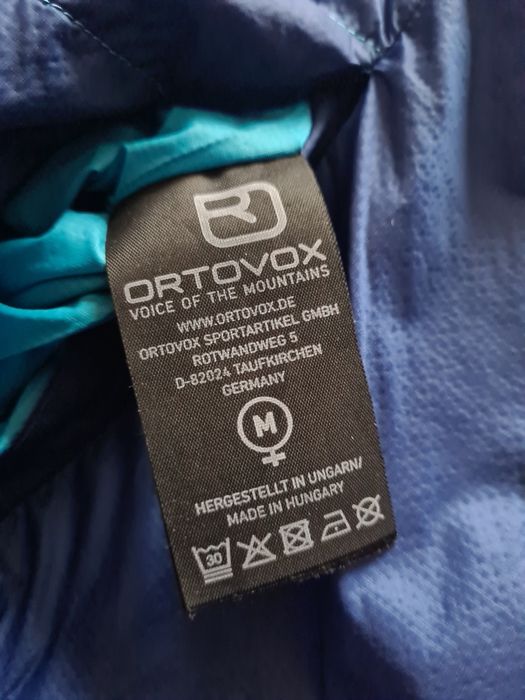 ORTOVOX
VOICE OF THE MOUNTAINS
WWW.ORTOVOX.DE
ORTOVOX SPORTARTIKEL GMBH
ROTWANDWEG 5
D-82024 TAUFKIRCHEN
GERMANY
M
HERGESTELLT IN UNGARN/
MADE IN HUNGARY
30